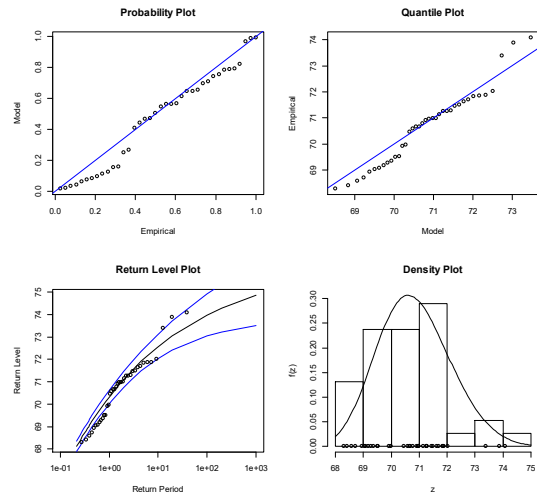 Probability Plot
Model
0.0 0.2 0.4 0.6 0.8 1.0
0.0 0.2 0.4 0.6 0.8 1.0
Empirical
Quantile Plot
Empirical
69 70 71 72 73 74
69 70 71 72 73
Model
Return Level Plot
Return Level
68 69 70 71 72 73 74 75
1e-01 1e+00 1e+01 1e+02 1e+03
Return Period
Density Plot
f(z)
0.00 0.05 0.10 0.15 0.20 0.25 0.30
68 69 70 71 72 73 74 75
z